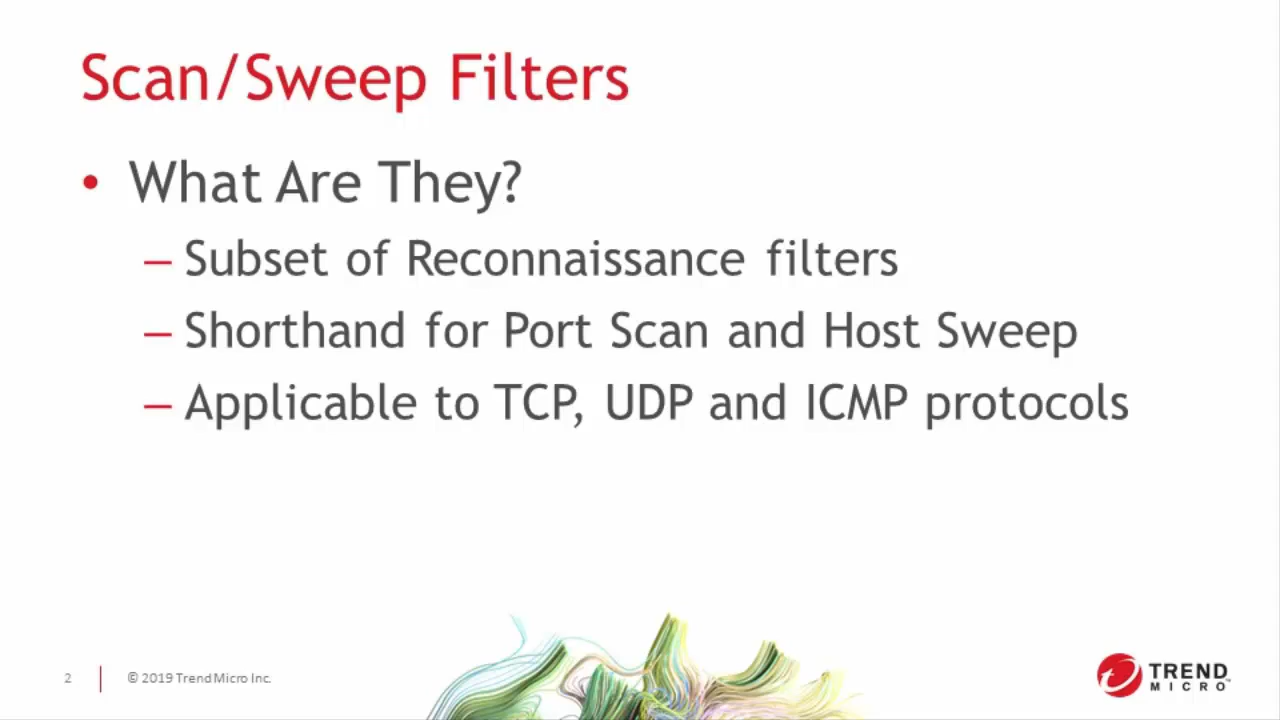 Scan/Sweep Filters
• What Are They?
– Subset of Reconnaissance filters
– Shorthand for Port Scan and Host Sweep
– Applicable to TCP, UDP and ICMP protocols
2
© 2019 Trend Micro Inc.
TREND
MICRO™